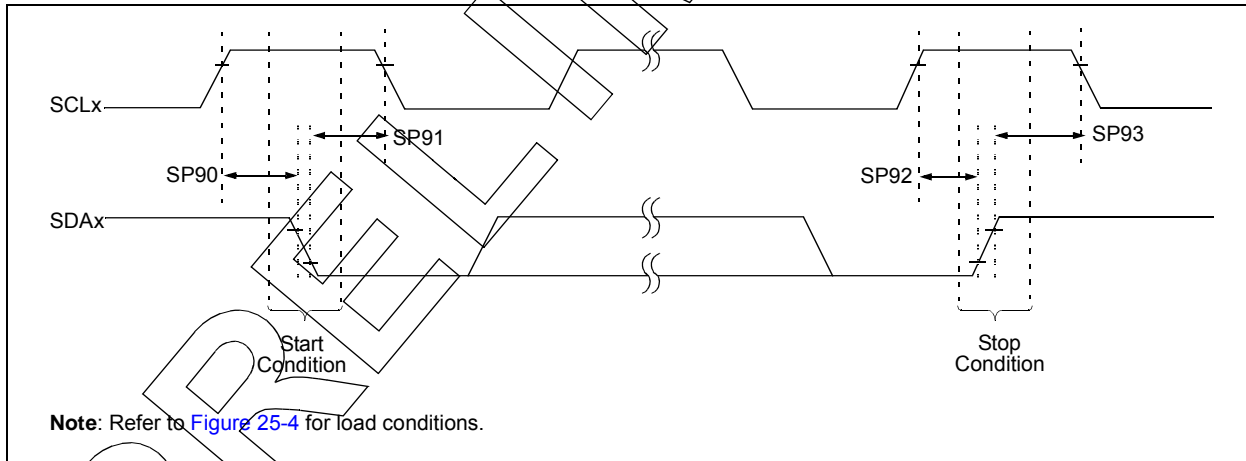 SCLx
SP91
SP93
SP90
SP92
SDAx
Start
Condition
Stop
Condition
Note: Refer to Figure 25-4 for load conditions.